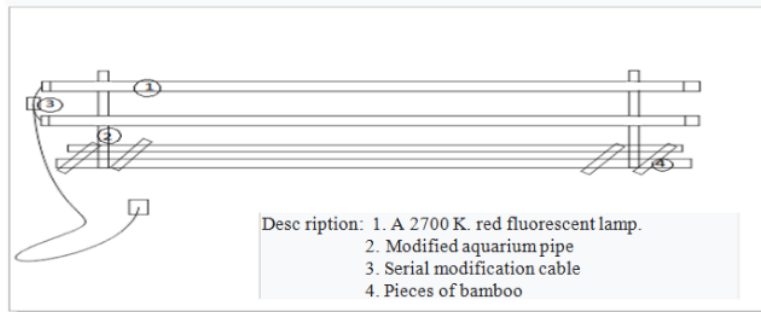 1
3
2
4
Desc ription: 1. A 2700 K. red fluorescent lamp.
2. Modified aquarium pipe
3. Serial modification cable
4. Pieces of bamboo